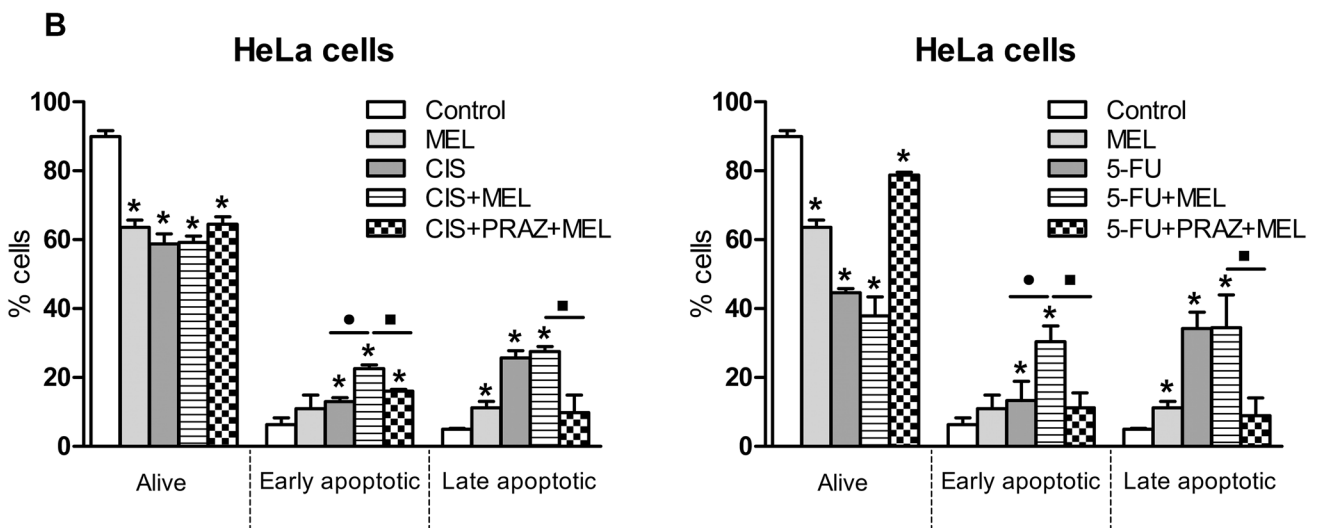 B
HeLa cells
% cells
100
80
60
40
20
0
Control
MEL
CIS
CIS+MEL
CIS+PRAZ+MEL
* * * *
* * *
* * *
● ■
■
Alive
Early apoptotic
Late apoptotic
HeLa cells
% cells
100
80
60
40
20
0
Control
MEL
5-FU
5-FU+MEL
5-FU+PRAZ+MEL
* * * *
* *
* * *
● ■
■
Alive
Early apoptotic
Late apoptotic